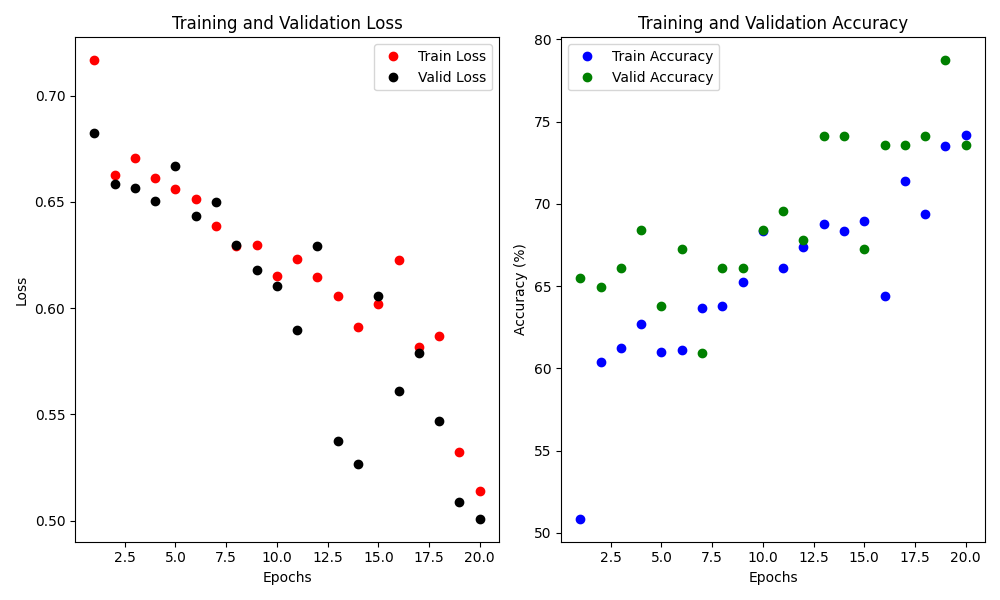 Training and Validation Loss
Train Loss
Valid Loss
0.70
0.65
0.60
0.55
0.50
Loss
2.5 5.0 7.5 10.0 12.5 15.0 17.5 20.0
Epochs
Training and Validation Accuracy
Train Accuracy
Valid Accuracy
80
75
70
65
60
55
50
Accuracy (%)
2.5 5.0 7.5 10.0 12.5 15.0 17.5 20.0
Epochs